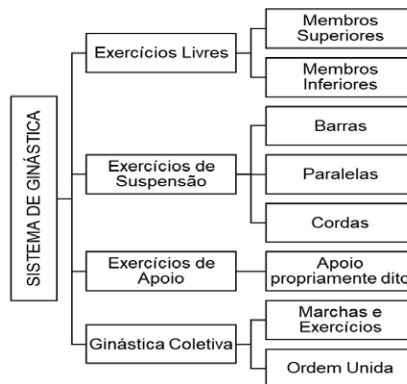 SISTEMA DE GINÁSTICA
Exercícios Livres
Membros
Superiores
Membros
Inferiores
Exercícios de
Suspensão
Barras
Paralelas
Cordas
Exercícios de
Apoio
Apoio
propriamente dito
Ginástica Coletiva
Marchas e
Exercícios
Ordem Unida